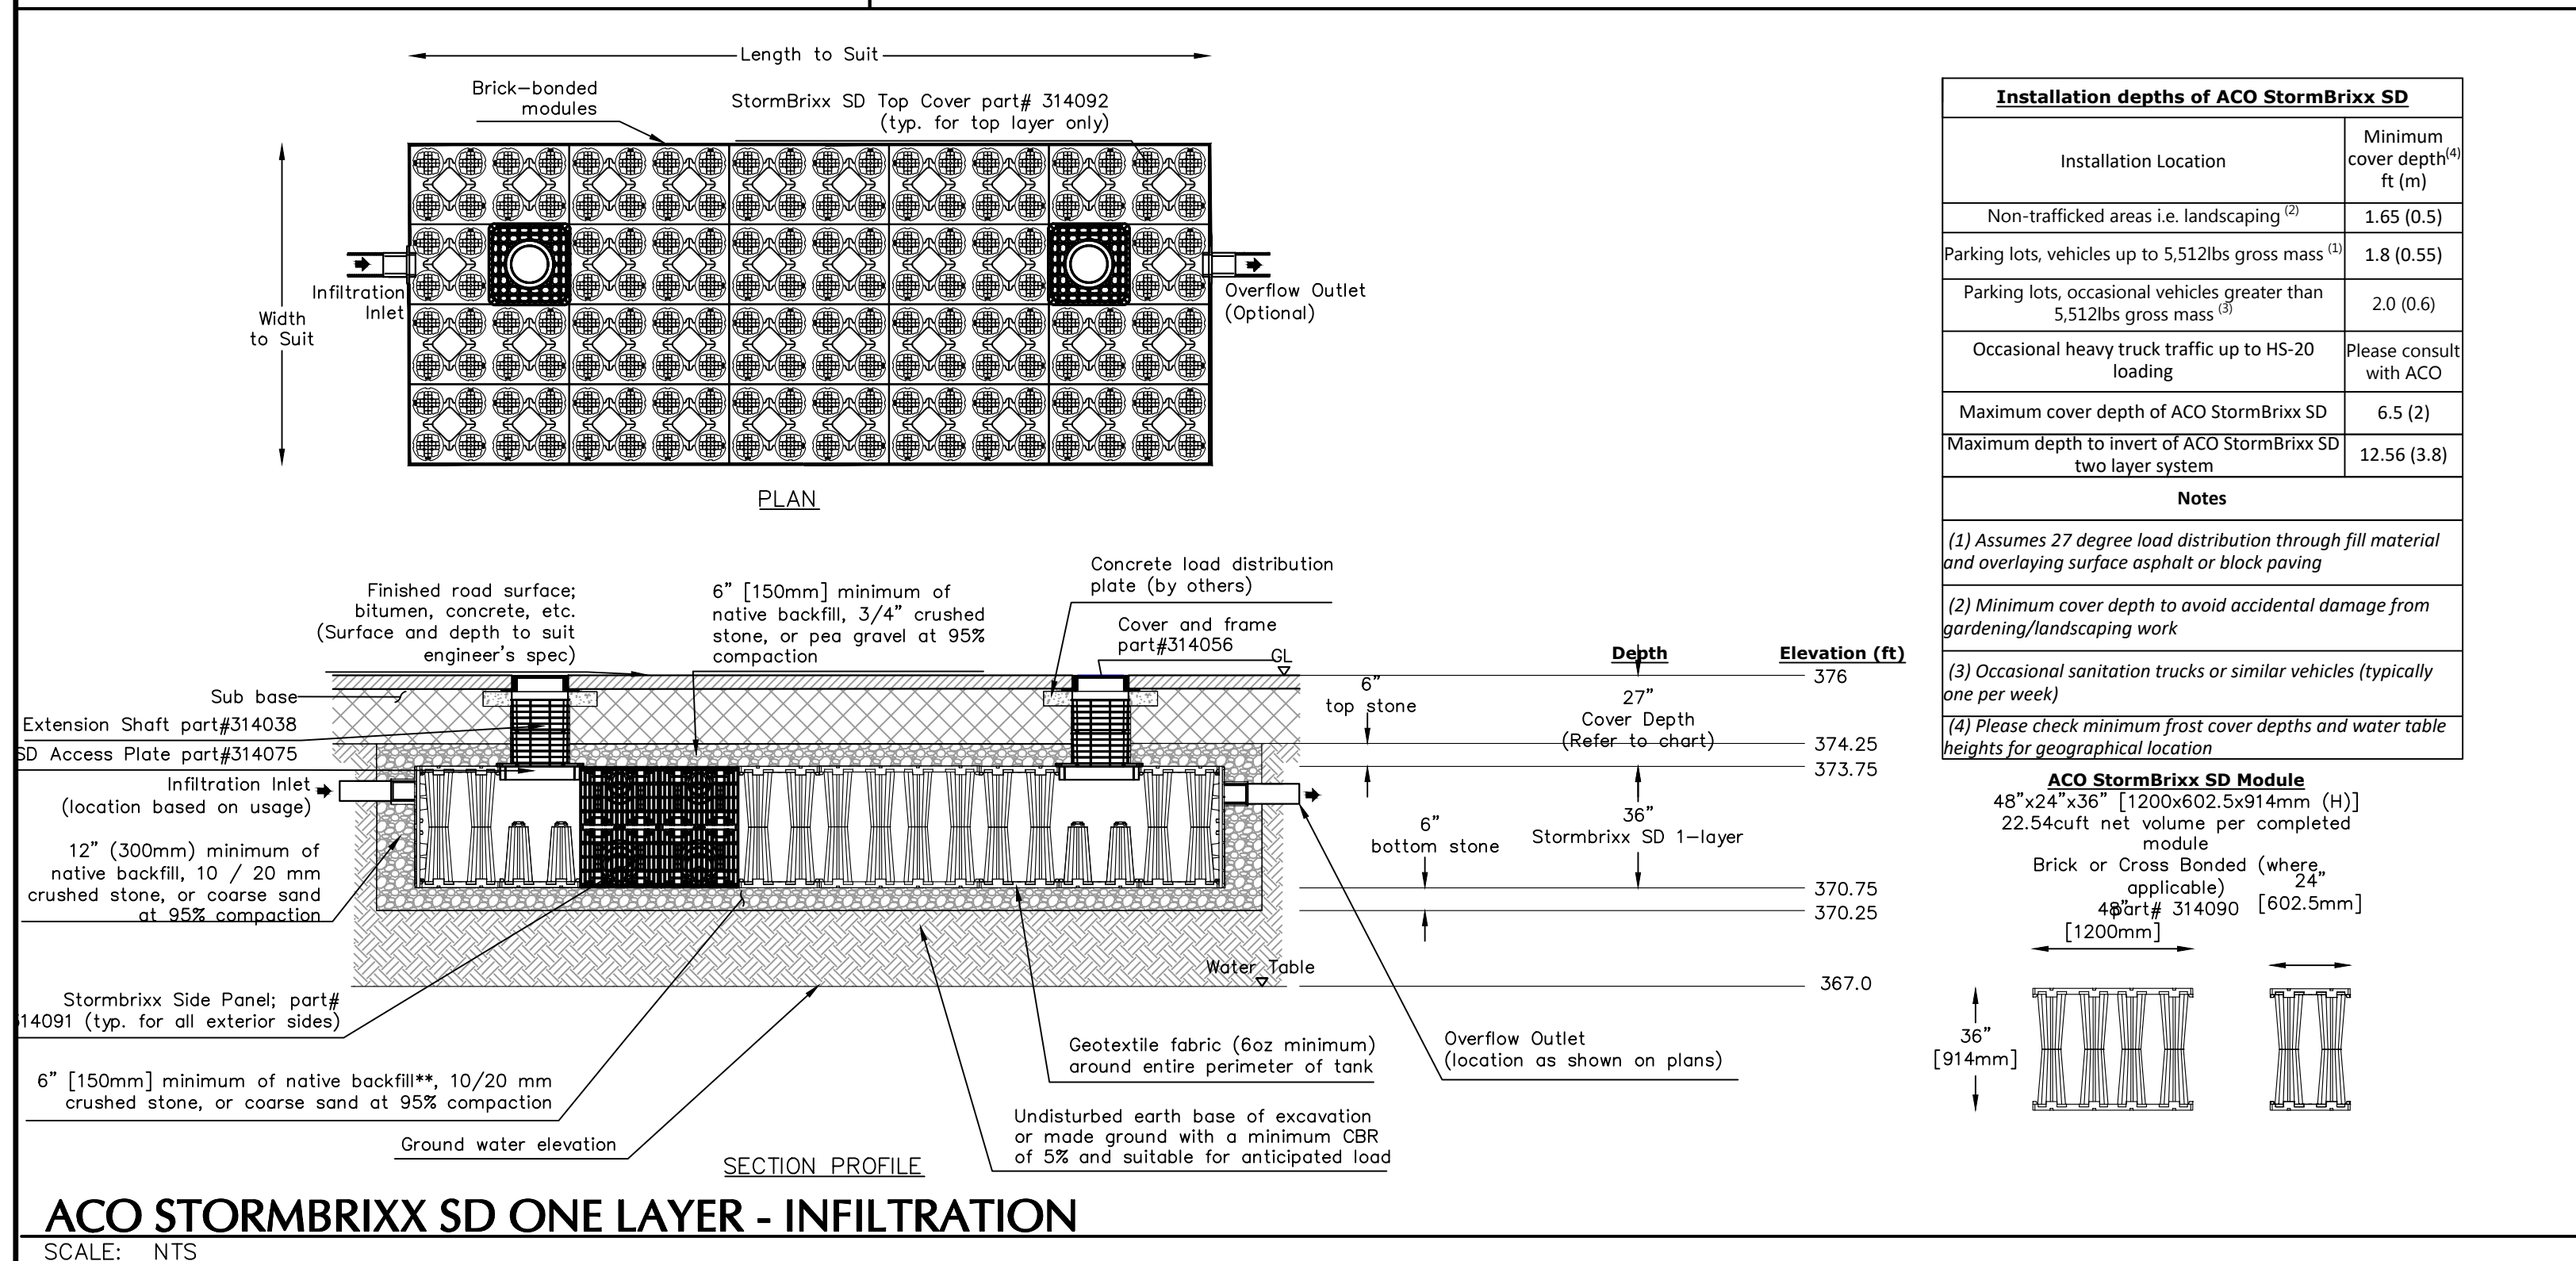 Length to Suit
Brick-bonded
modules
StormBrixx SD Top Cover part# 314092
(typ. for top layer only)
Infiltration
Inlet
Width
to Suit
Overflow Outlet
(Optional)
PLAN
Finished road surface;
bitumen, concrete, etc.
(Surface and depth to suit
engineer's spec)
6" [150mm] minimum of
native backfill, 3/4" crushed
stone, or pea gravel at 95%
compaction
Concrete load distribution
plate (by others)
Cover and frame
part#314056
GL
Sub base
Extension Shaft part#314038
SD Access Plate part#314075
Infiltration Inlet
(location based on usage)
12" (300mm) minimum of
native backfill, 10 / 20 mm
crushed stone, or coarse sand
at 95% compaction
Stormbrixx Side Panel; part#
14091 (typ. for all exterior sides)
6" [150mm] minimum of native backfill**, 10/20 mm
crushed stone, or coarse sand at 95% compaction
Ground water elevation
Water Table
Geotextile fabric (6oz minimum)
around entire perimeter of tank
Undisturbed earth base of excavation
or made ground with a minimum CBR
of 5% and suitable for anticipated load
Overflow Outlet
(location as shown on plans)
SECTION PROFILE
6"
top stone
6"
bottom stone
Depth
27"
Cover Depth
(Refer to chart)
36"
Stormbrixx SD 1-layer
Elevation (ft)
376
374.25
373.75
370.75
370.25
367.0
Installation depths of ACO StormBrixx SD
Installation Location
Minimum
cover depth(4)
ft (m)
Non-trafficked areas i.e. landscaping (2)
1.65 (0.5)
Parking lots, vehicles up to 5,512lbs gross mass (1)
1.8 (0.55)
Parking lots, occasional vehicles greater than
5,512lbs gross mass (3)
2.0 (0.6)
Occasional heavy truck traffic up to HS-20
loading
Please consult
with ACO
Maximum cover depth of ACO StormBrixx SD
6.5 (2)
Maximum depth to invert of ACO StormBrixx SD
two layer system
12.56 (3.8)
Notes
(1) Assumes 27 degree load distribution through fill material
and overlaying surface asphalt or block paving
(2) Minimum cover depth to avoid accidental damage from
gardening/landscaping work
(3) Occasional sanitation trucks or similar vehicles (typically
one per week)
(4) Please check minimum frost cover depths and water table
heights for geographical location
ACO StormBrixx SD Module
48"x24"x36" [1200x602.5x914mm (H)]
22.54cuft net volume per completed
module
Brick or Cross Bonded (where
applicable)
part# 314090
48"
[1200mm]
24"
[602.5mm]
36"
[914mm]
ACO STORMBRIXX SD ONE LAYER - INFILTRATION
SCALE: NTS